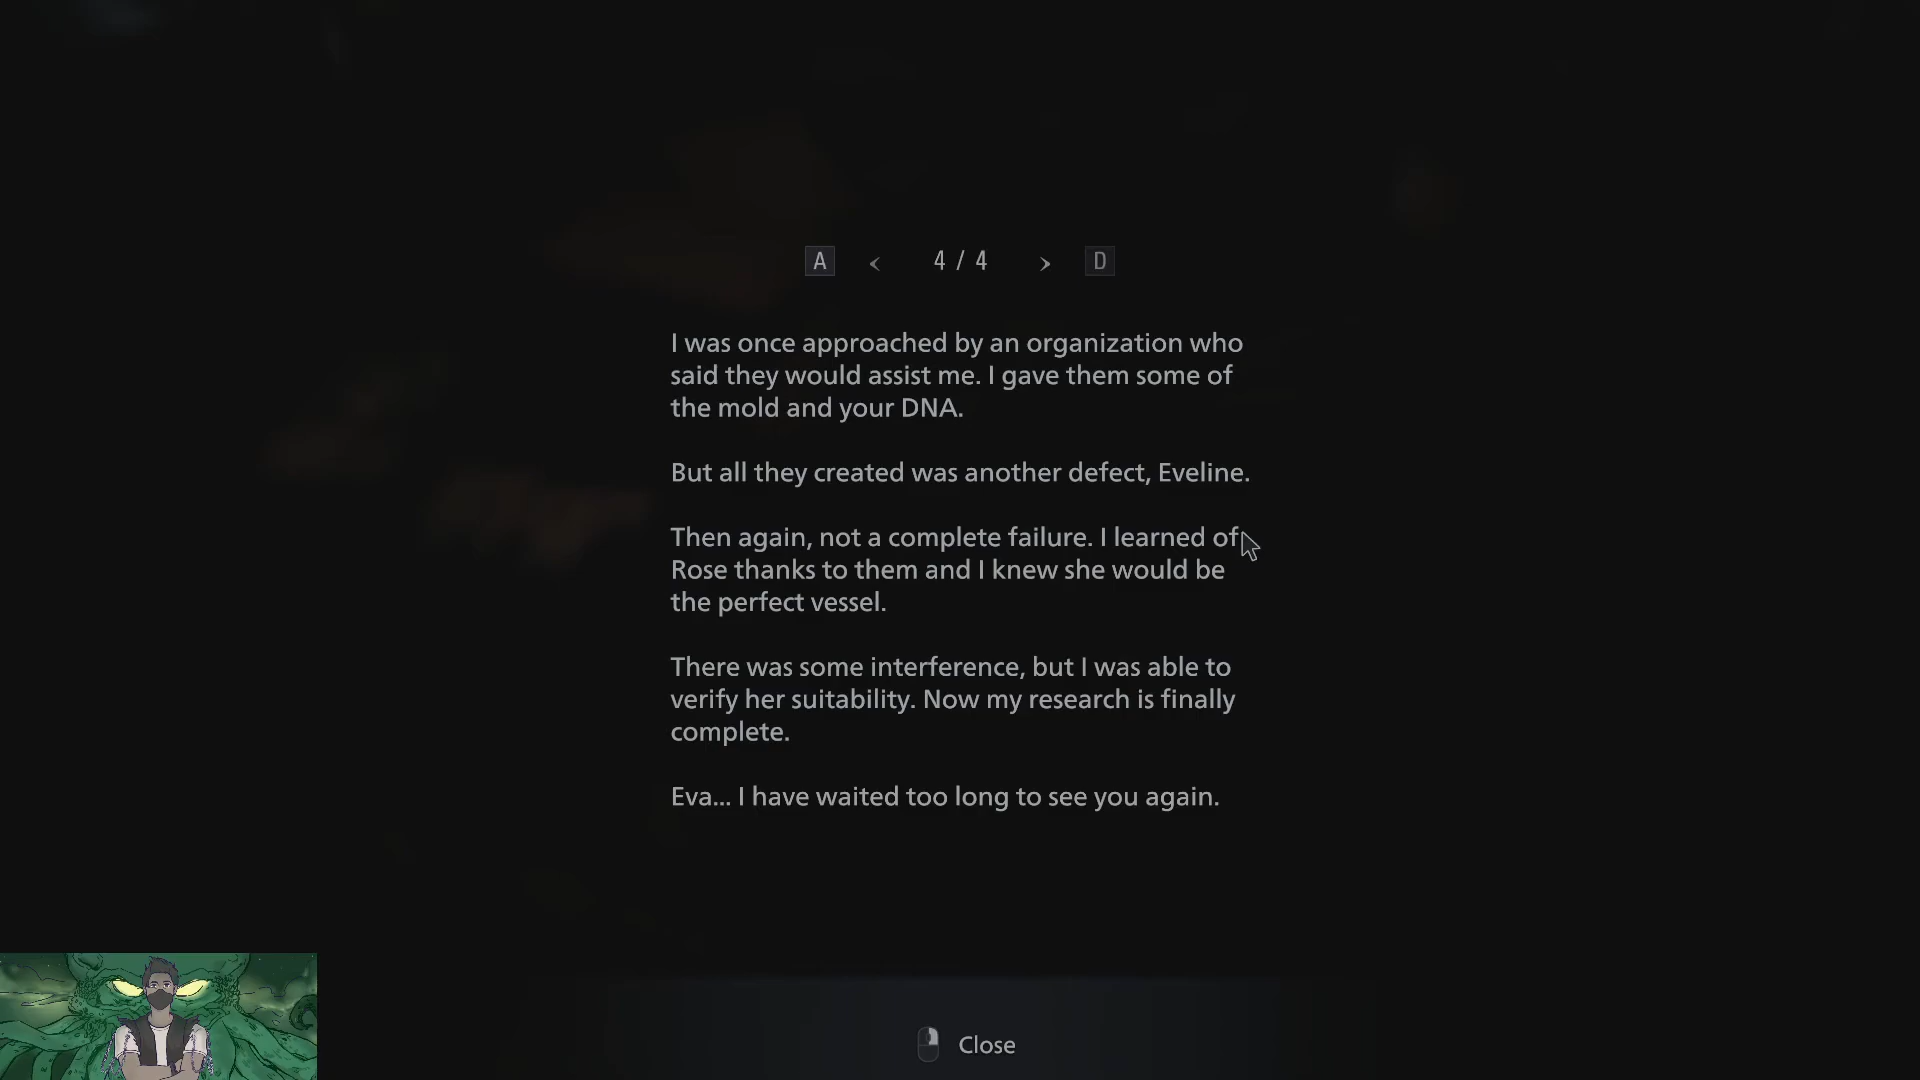 A < 4 / 4 > D
I was once approached by an organization who
said they would assist me. I gave them some of
the mold and your DNA.
But all they created was another defect, Eveline.
Then again, not a complete failure. I learned of
Rose thanks to them and I knew she would be
the perfect vessel.
There was some interference, but I was able to
verify her suitability. Now my research is finally
complete.
Eva... I have waited too long to see you again.
Close